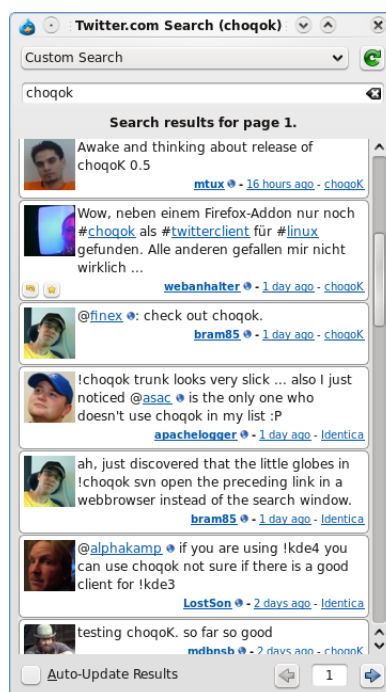 Twitter.com Search (choqok)
Custom Search
choqok
Search results for page 1.
Awake and thinking about release of
choqoK 0.5
mtux - 16 hours ago - choqoK
Wow, neben einem Firefox-Addon nur noch
#choqok als #twitterclient für #linux
gefunden. Alle anderen gefallen mir nicht
wirklich ...
webanhalter - 1 day ago - choqoK
@finex : check out choqok.
bram85 - 1 day ago - choqoK
!choqok trunk looks very slick ... also I just
noticed @asac is the only one who
doesn't use choqok in my list :P
apachelogger - 1 day ago - Identica
ah, just discovered that the little globes in
!choqok svn open the preceding link in a
webbrowser instead of the search window.
bram85 - 1 day ago - Identica
@alphakamp if you are using !kde4 you
can use choqok not sure if there is a good
client for !kde3
LostSon - 2 days ago - Identica
testing choqoK. so far so good
mdbnsb - 2 days ago - choqoK
Auto-Update Results
1